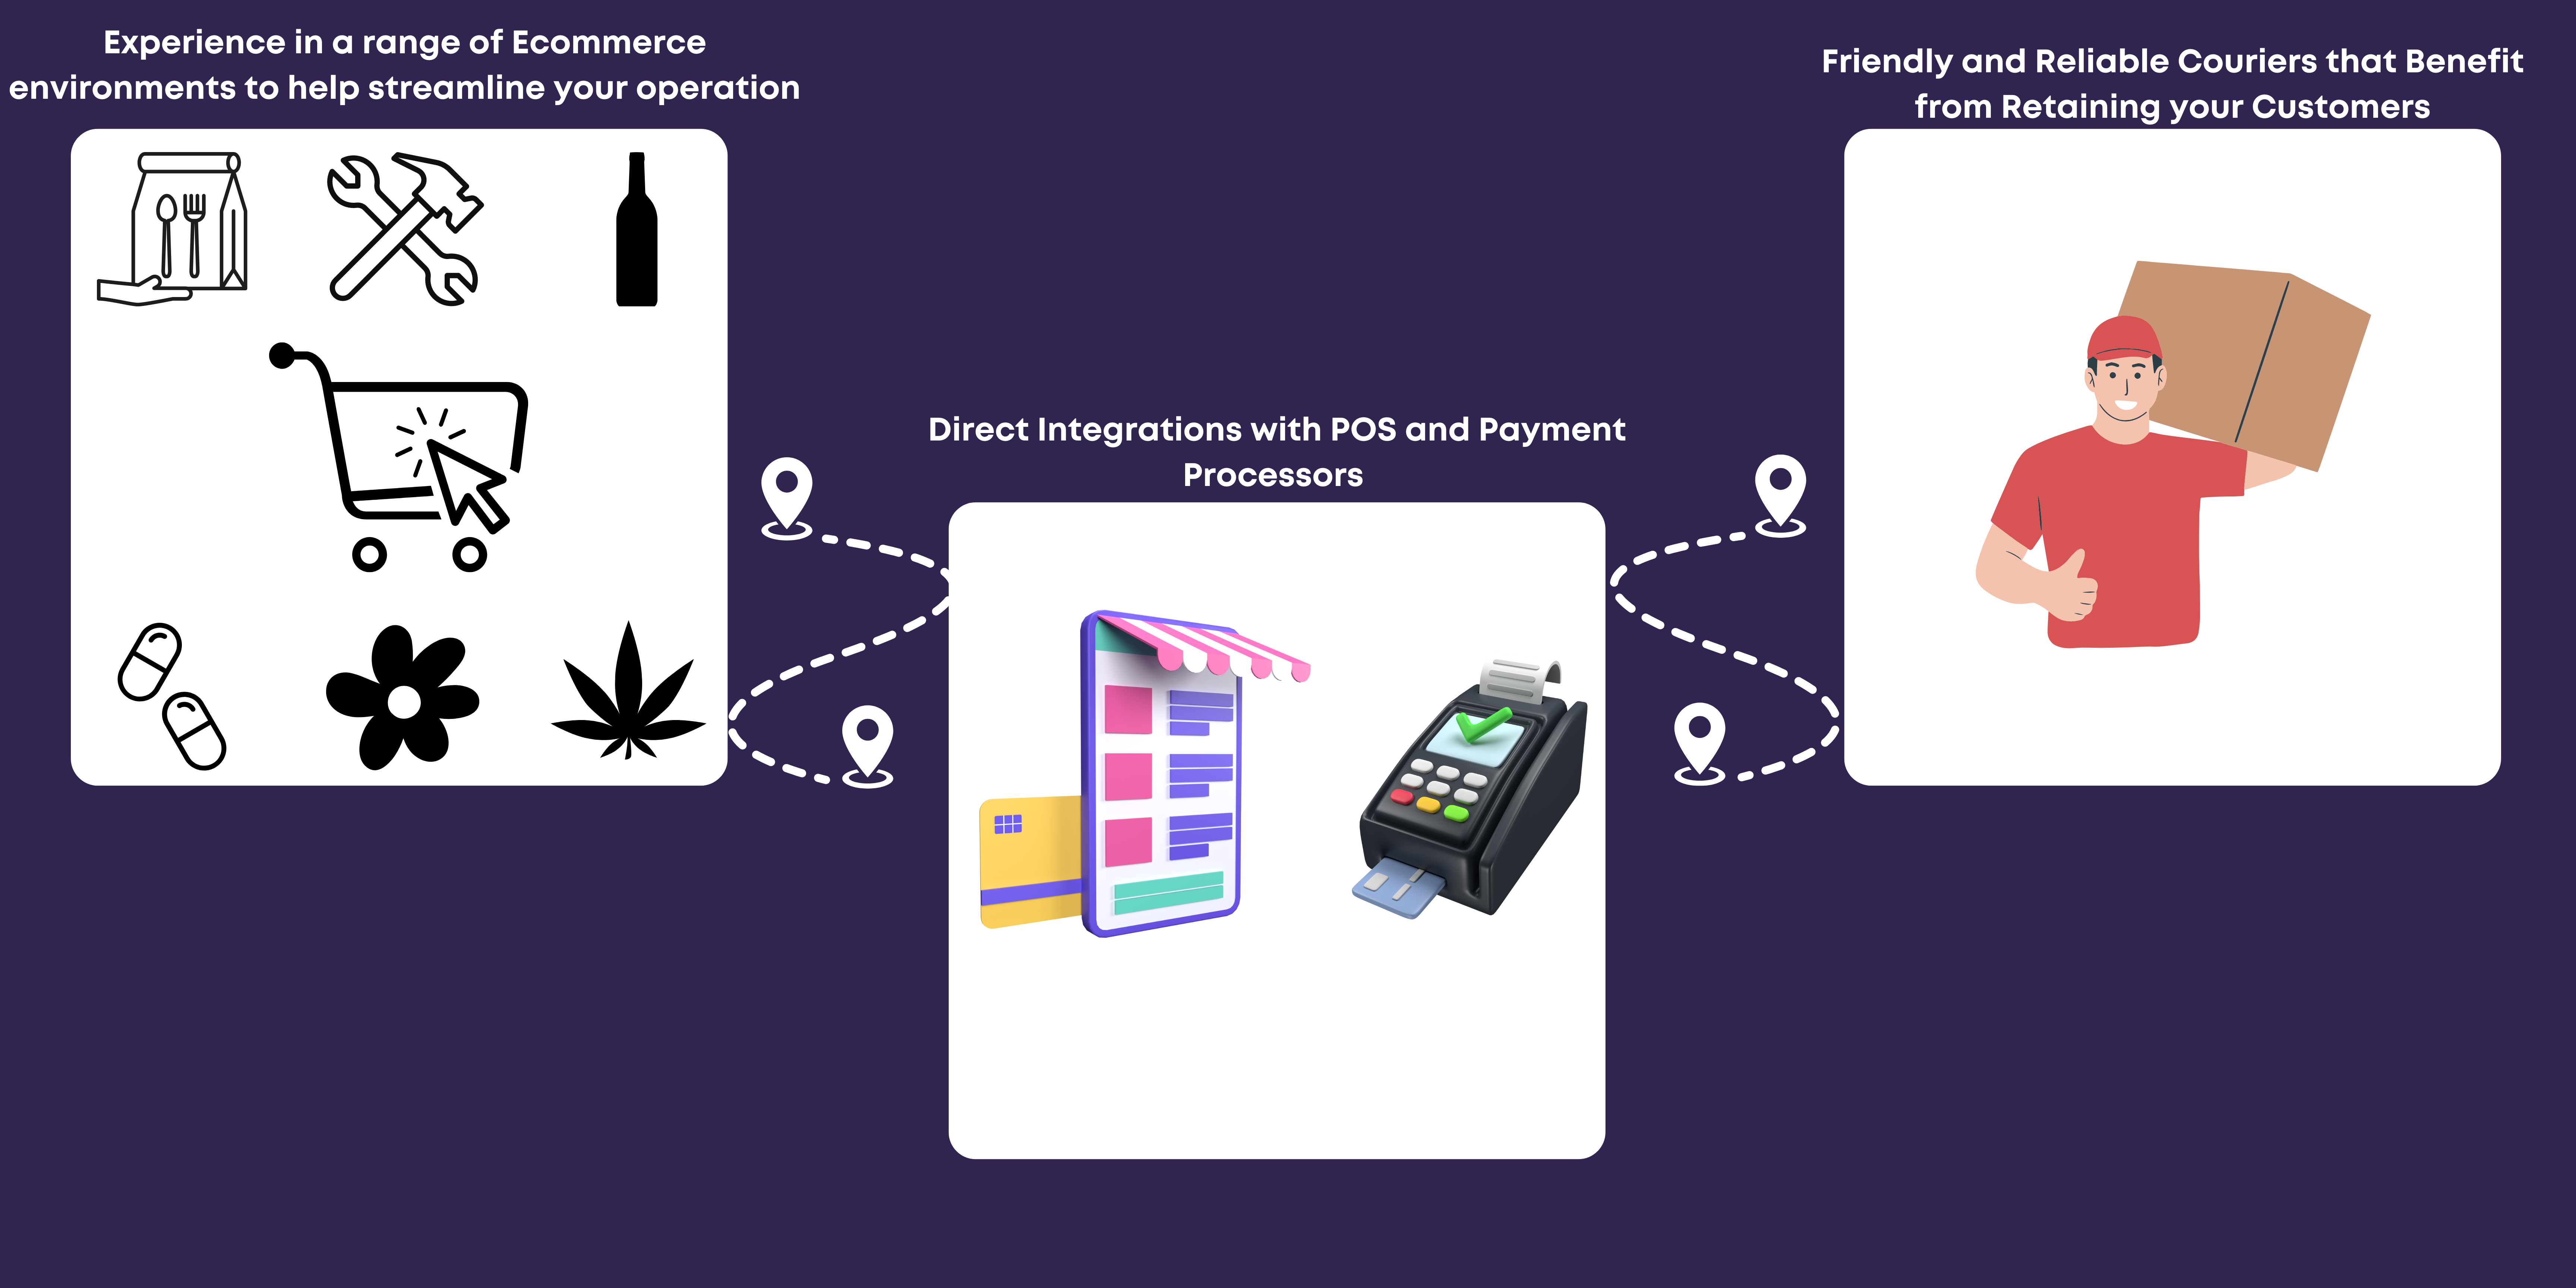 Experience in a range of Ecommerce
environments to help streamline your operation
Direct Integrations with POS and Payment
Processors
Friendly and Reliable Couriers that Benefit
from Retaining your Customers